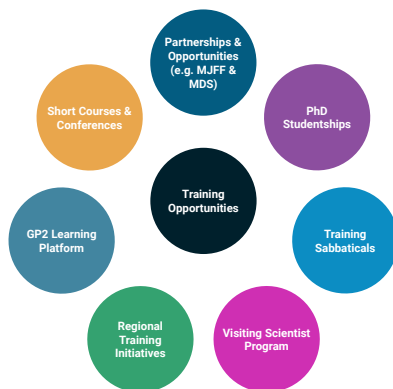 Partnerships &
Opportunities
(e.g. MJFF &
MDS)
Short Courses &
Conferences
PhD
Studentships
Training
Opportunities
GP2 Learning
Platform
Training
Sabbaticals
Regional
Training
Initiatives
Visiting Scientist
Program